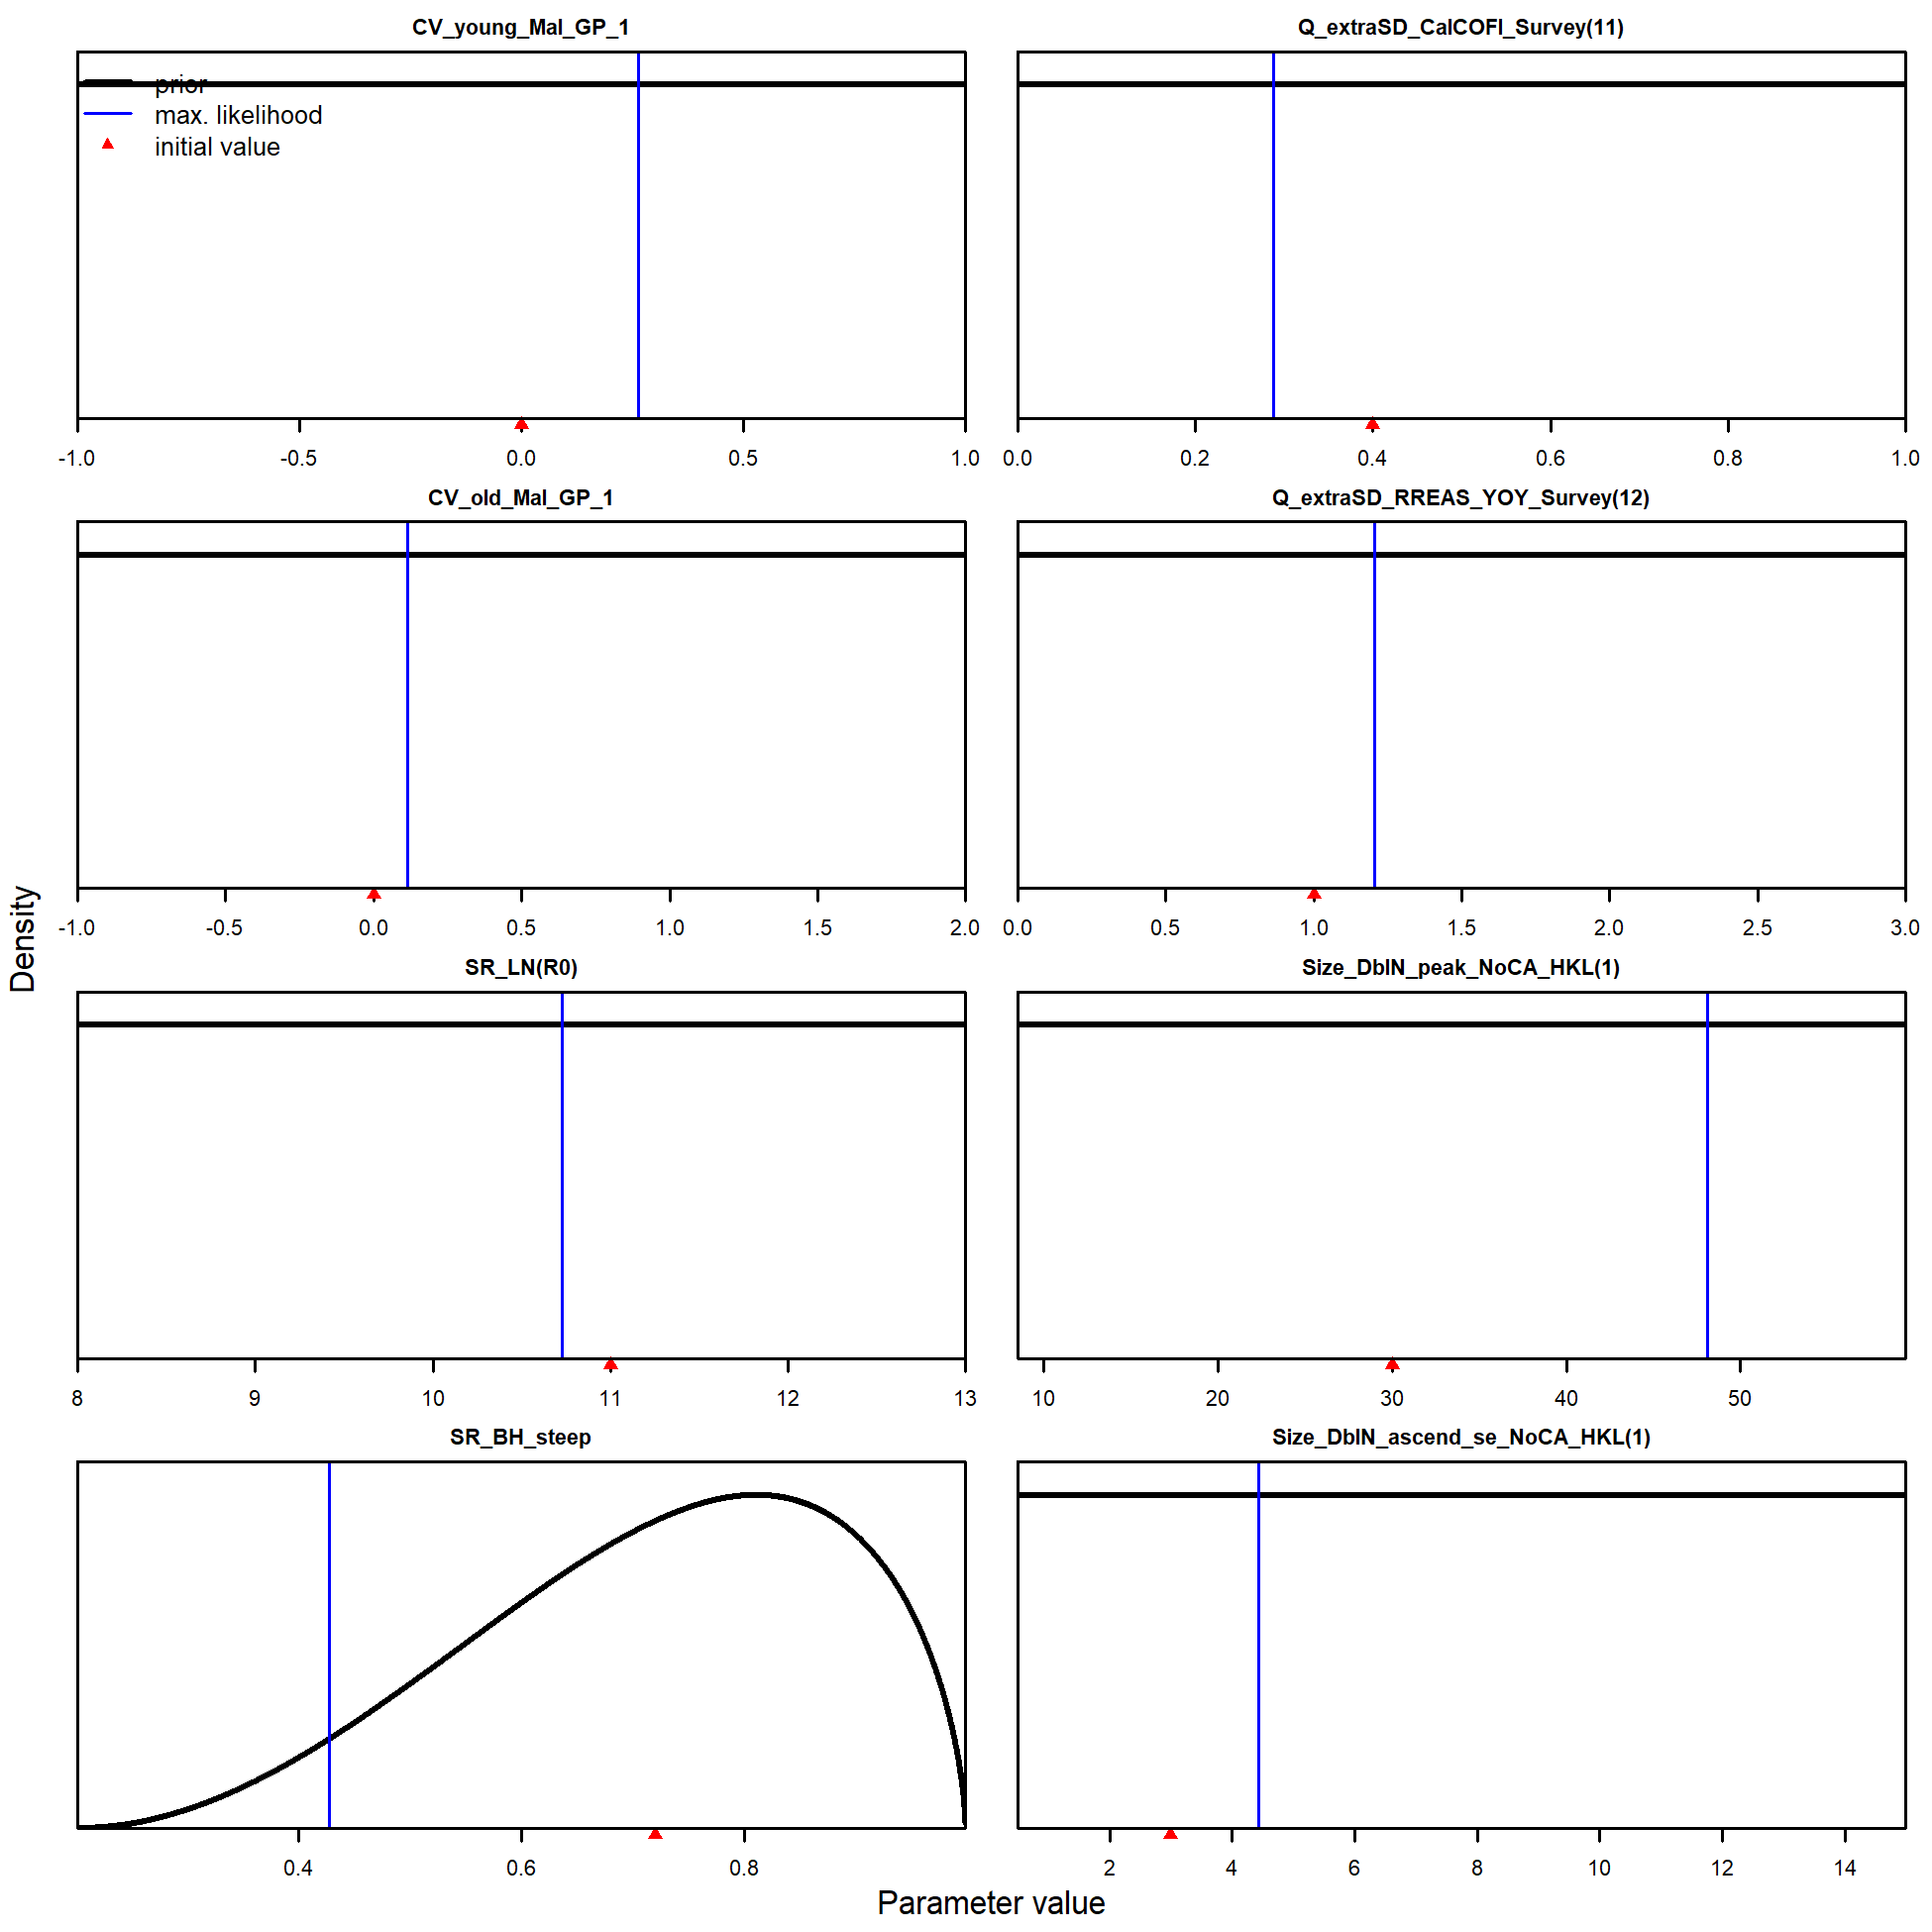 CV_young_Mal_GP_1
prior
max. likelihood
initial value
-1.0 -0.5 0.0 0.5 1.0
Q_extraSD_CalCOFI_Survey(11)
0.0 0.2 0.4 0.6 0.8 1.0
CV_old_Mal_GP_1
-1.0 -0.5 0.0 0.5 1.0 1.5 2.0
Q_extraSD_RREAS_YOY_Survey(12)
0.0 0.5 1.0 1.5 2.0 2.5 3.0
SR_LN(R0)
8 9 10 11 12 13
Size_DblN_peak_NoCA_HKL(1)
10 20 30 40 50
SR_BH_steep
0.4 0.6 0.8
Size_DblN_ascend_se_NoCA_HKL(1)
2 4 6 8 10 12 14
Density
Parameter value